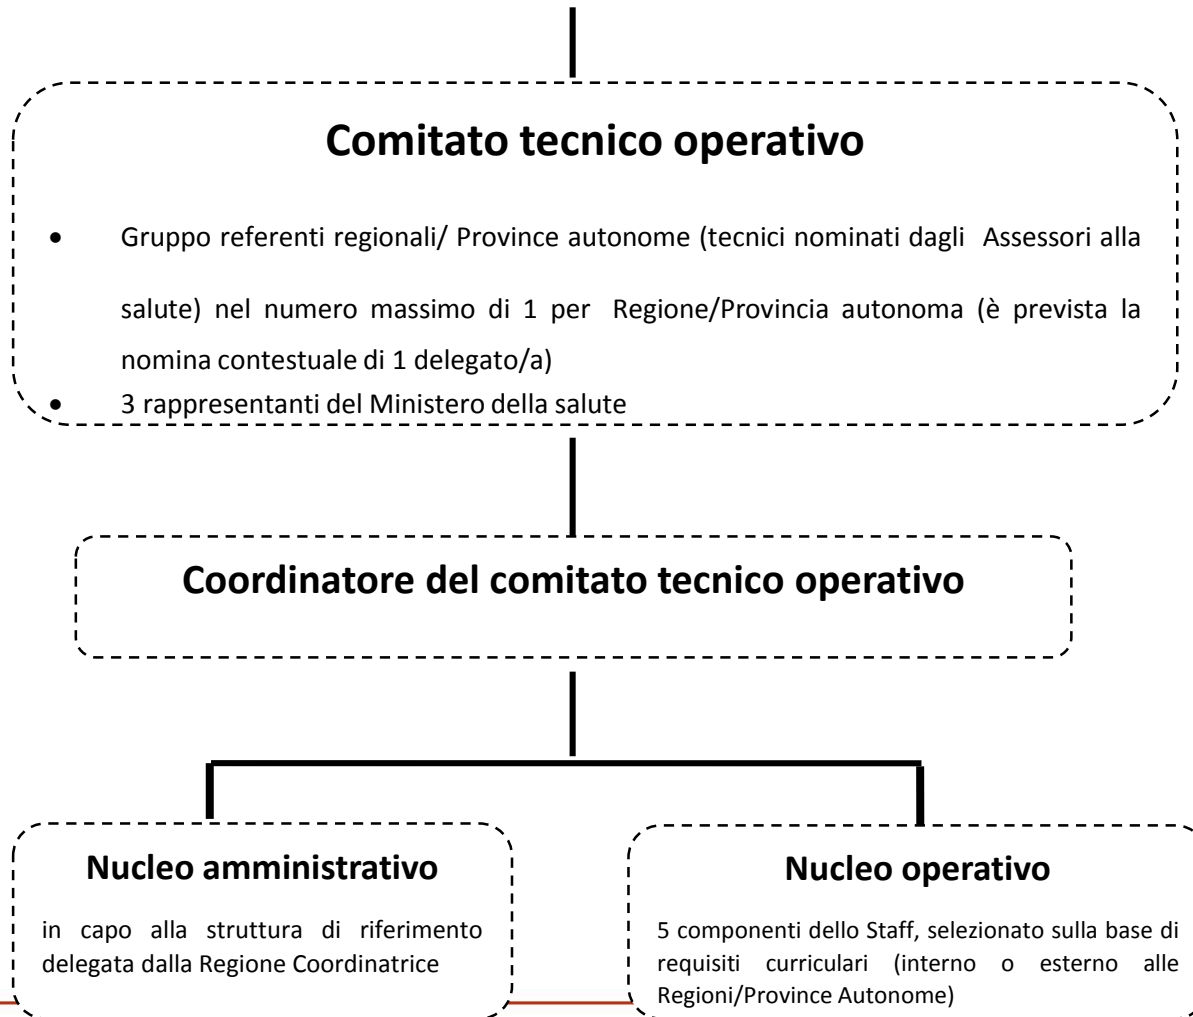 Comitato tecnico operativo
• Gruppo referenti regionali/ Province autonome (tecnici nominati dagli Assessori alla
salute) nel numero massimo di 1 per Regione/Provincia autonoma (è prevista la
nomina contestuale di 1 delegato/a)
• 3 rappresentanti del Ministero della salute
Coordinatore del comitato tecnico operativo
Nucleo amministrativo
in capo alla struttura di riferimento
delegata dalla Regione Coordinatrice
Nucleo operativo
5 componenti dello Staff, selezionato sulla base di
requisiti curriculari (interno o esterno alle
Regioni/Province Autonome)